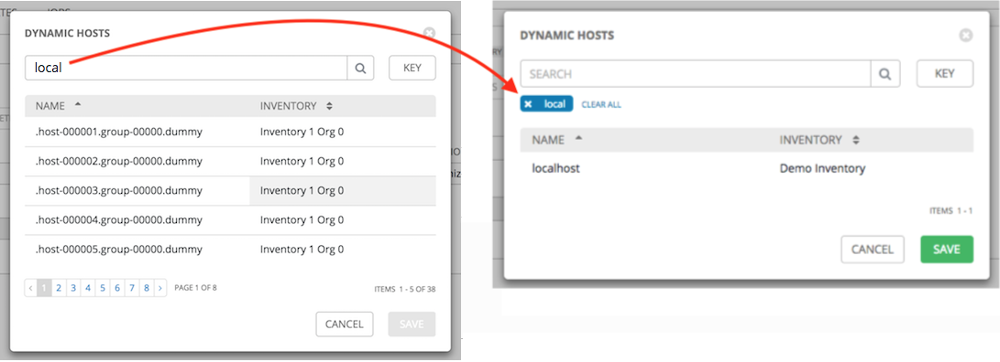 TES JOBS
DYNAMIC HOSTS
local
KEY
NAME INVENTORY
.host-000001.group-00000.dummy Inventory 1 Org 0
.host-000002.group-00000.dummy Inventory 1 Org 0
.host-000003.group-00000.dummy Inventory 1 Org 0
.host-000004.group-00000.dummy Inventory 1 Org 0
.host-000005.group-00000.dummy Inventory 1 Org 0
< 1 2 3 4 5 6 7 8 > PAGE 1 OF 8 ITEMS 1 - 5 OF 38
CANCEL SAVE
DYNAMIC HOSTS
SEARCH
KEY
local CLEAR ALL
NAME INVENTORY
localhost Demo Inventory
ITEMS 1 - 1
CANCEL SAVE